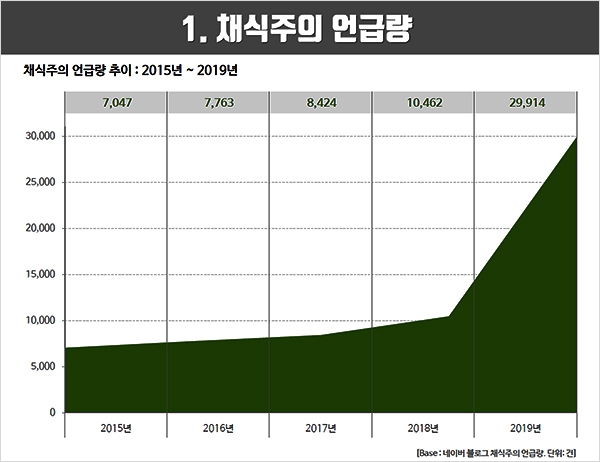 1. 채식주의 언급량
채식주의 언급량 추이 : 2015년 ~ 2019년
7,047 7,763 8,424 10,462 29,914
30,000
25,000
20,000
15,000
10,000
5,000
0
2015년 2016년 2017년 2018년 2019년
[Base : 네이버 블로그 채식주의 언급량. 단위: 건]